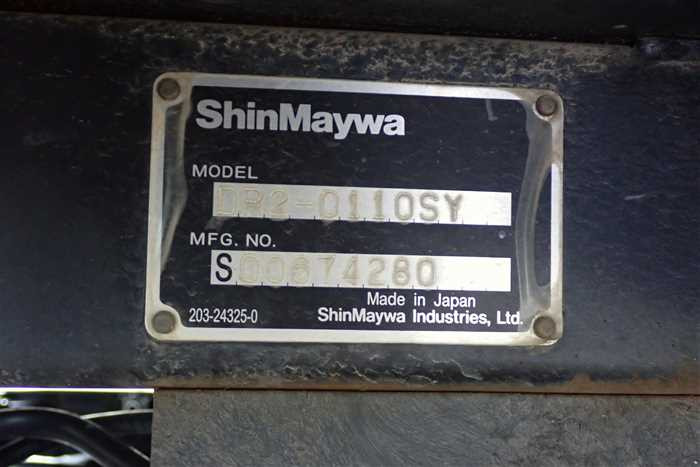 ShinMaywa
MODEL
DR2-0110SY
MFG. NO.
S00874280
Made in Japan
203-24325-0 ShinMaywa Industries, Ltd.